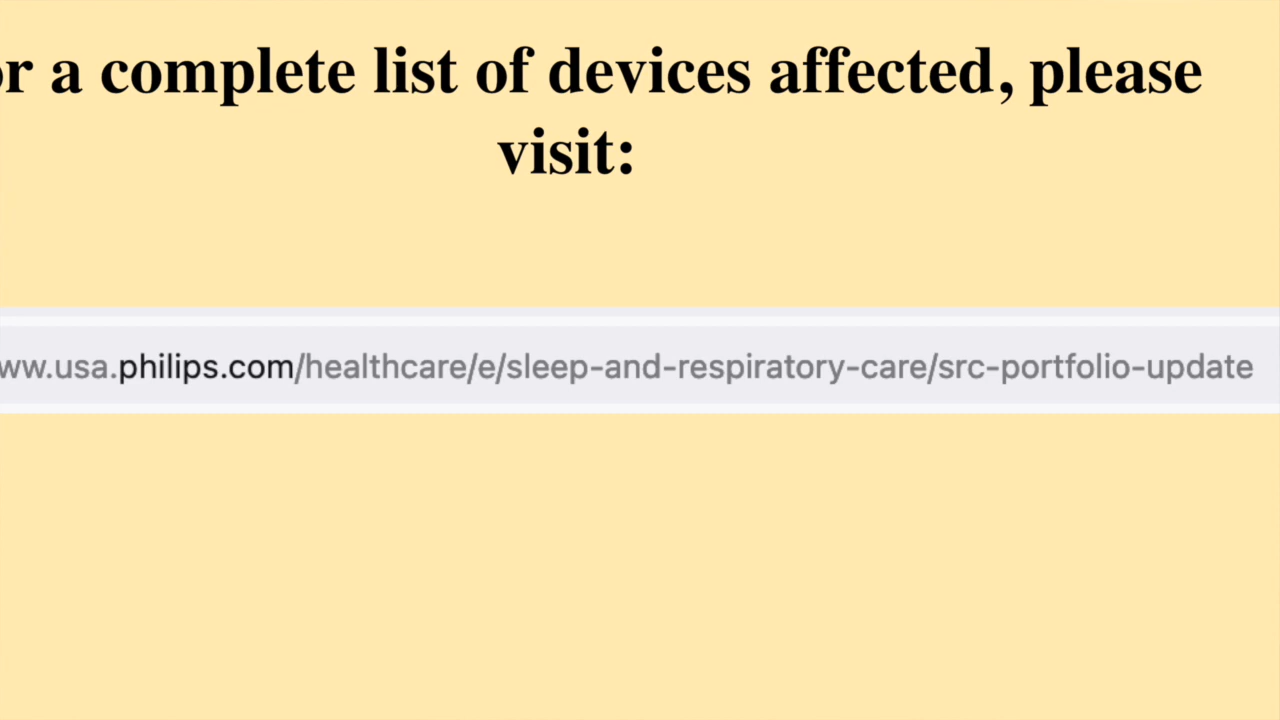 or a complete list of devices affected, please
visit:
ww.usa.philips.com/healthcare/e/sleep-and-respiratory-care/src-portfolio-update